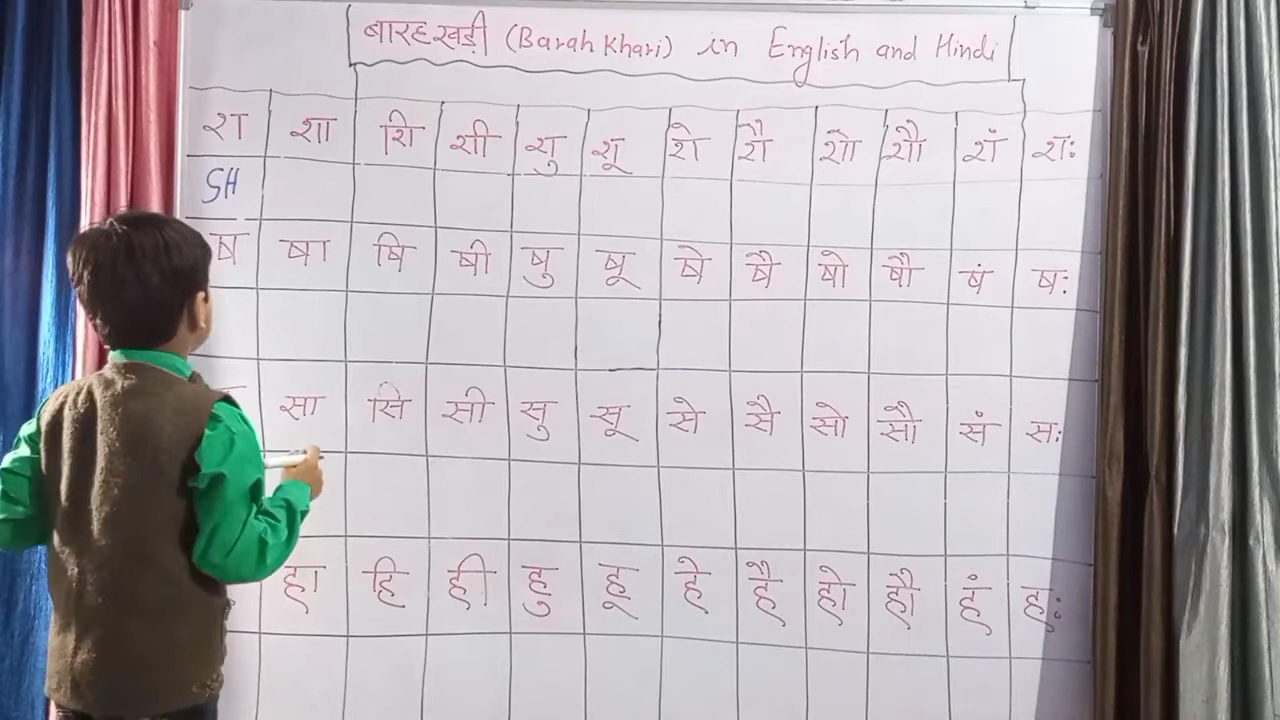 बारहखड़ी (Barah Khari) in English and Hindi
श शा शि शी शु शू शे शै शो शौ शं शः
SH
ष षा षि षी षु षू षे षै षो षौ षं षः
सा सि सी सु सू से सै सो सौ सं सः
हा हि ही हु हू हे है हो हौ हं हः